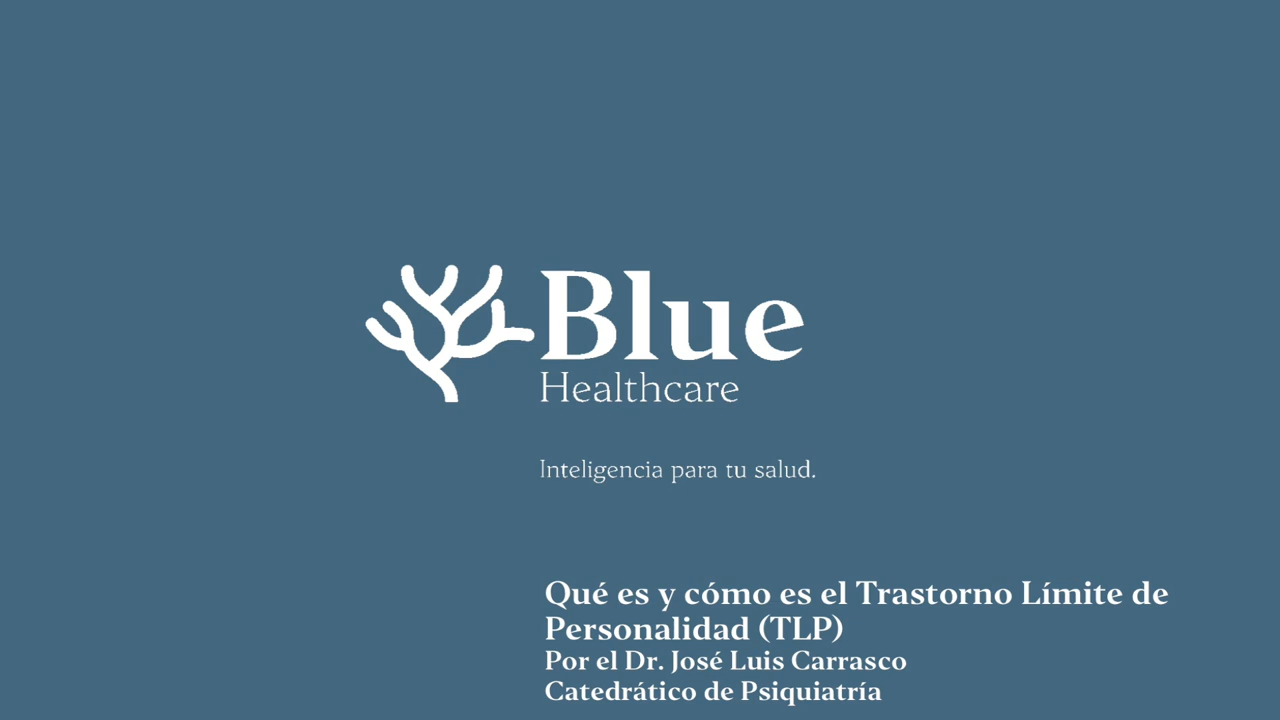 Blue
Healthcare
Inteligencia para tu salud.
Qué es y cómo es el Trastorno Límite de
Personalidad (TLP)
Por el Dr. José Luis Carrasco
Catedrático de Psiquiatría